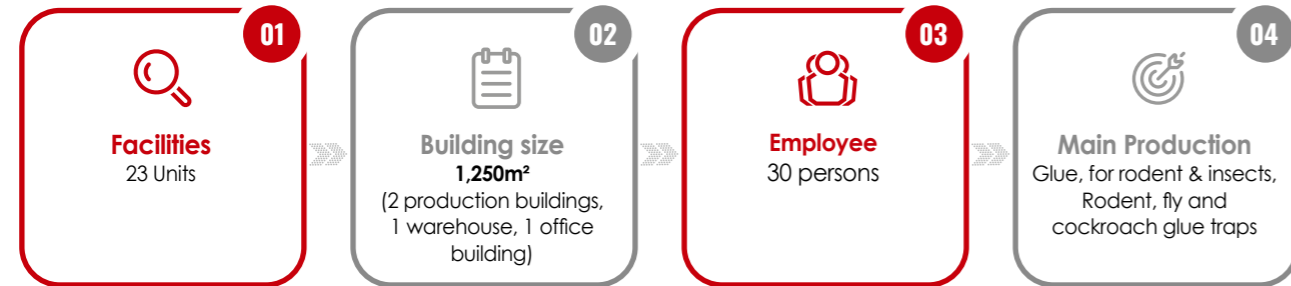 01
Facilities
23 Units
02
Building size
1,250m²
(2 production buildings,
1 warehouse, 1 office
building)
03
Employee
30 persons
04
Main Production
Glue, for rodent & insects,
Rodent, fly and
cockroach glue traps